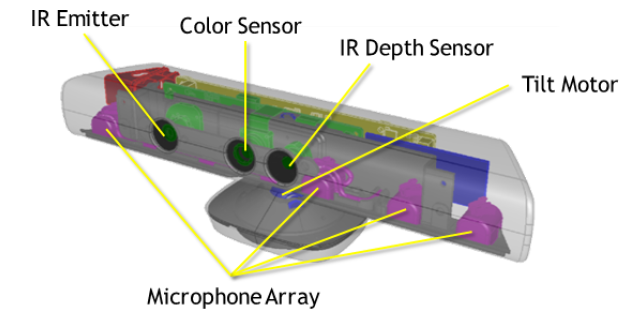 IR Emitter
Color Sensor
IR Depth Sensor
Tilt Motor
Microphone Array